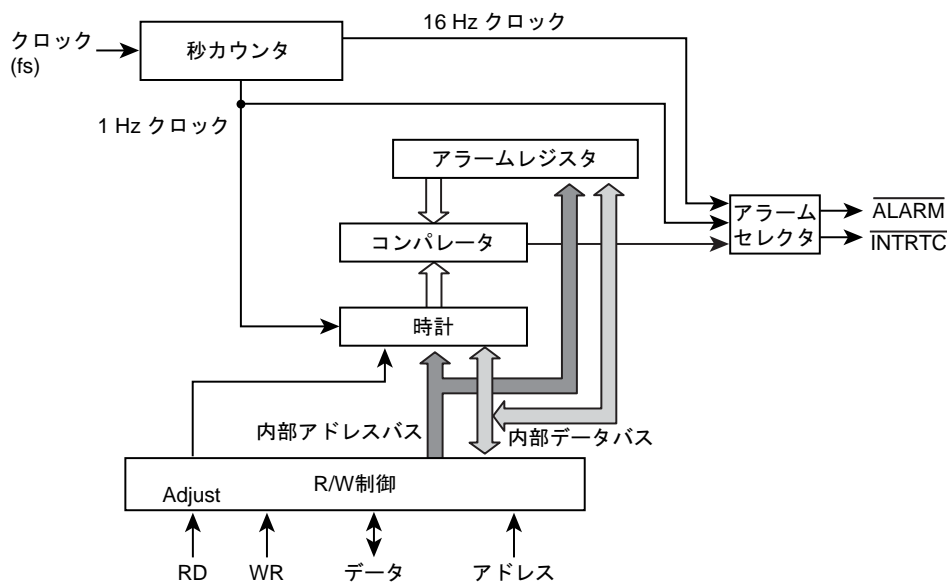 16 Hz クロック
クロック
(fs)
秒カウンタ
1 Hz クロック
アラームレジスタ
アラーム
セレクタ
ALARM
INTRTC
コンパレータ
時計
内部アドレスバス
内部データバス
R/W制御
Adjust
RD
WR
データ
アドレス